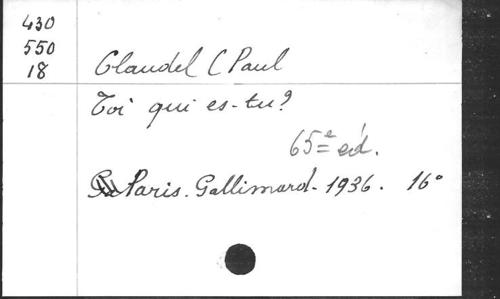 430
550
18
Claudel (Paul
Toi qui es-tu?
65e éd.
Paris. Gallimard - 1936. 16°